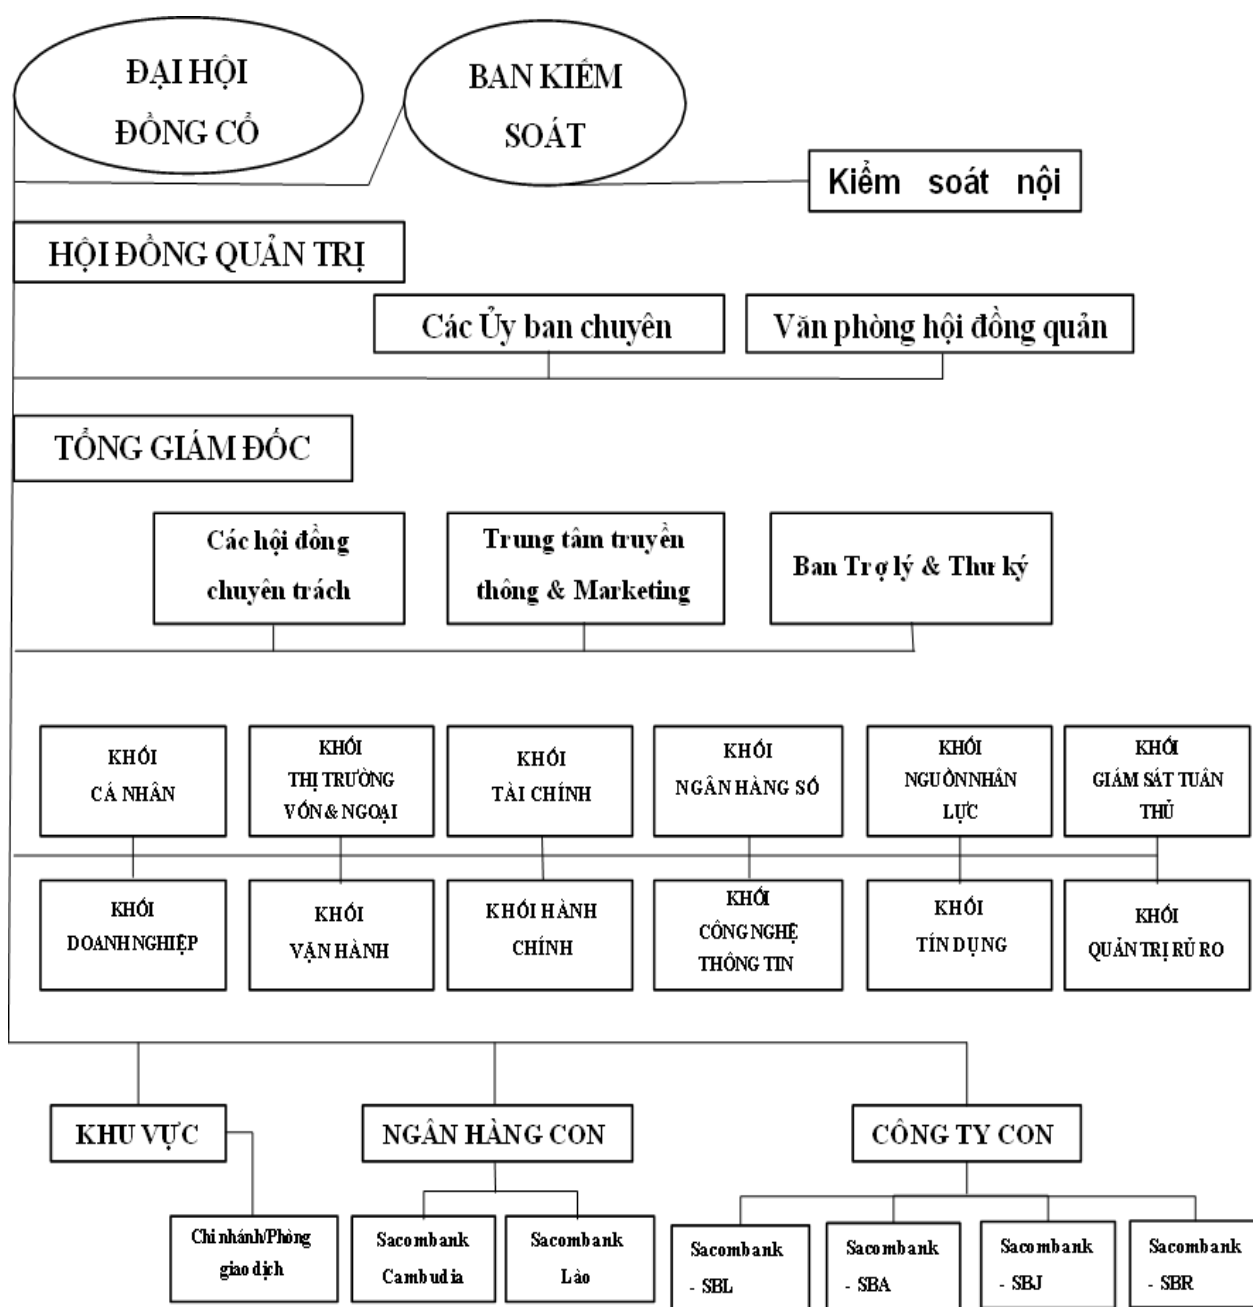 ĐẠI HỘI
ĐỒNG CỔ
BAN KIỂM
SOÁT
Kiểm soát nội
HỘI ĐỒNG QUẢN TRỊ
Các Ủy ban chuyên
Văn phòng hội đồng quản
TỔNG GIÁM ĐỐC
Các hội đồng
chuyên trách
Trung tâm truyền
thông & Marketing
Ban Trợ lý & Thư ký
KHỐI
CÁ NHÂN
KHỐI
THỊ TRƯỜNG
VỐN & NGOẠI
KHỐI
TÀI CHÍNH
KHỐI
NGÂN HÀNG SỐ
KHỐI
NGUỒN NHÂN
LỰC
KHỐI
GIÁM SÁT TUÂN
THỦ
KHỐI
DOANH NGHIỆP
KHỐI
VẬN HÀNH
KHỐI HÀNH
CHÍNH
KHỐI
CÔNG NGHỆ
THÔNG TIN
KHỐI
TÍN DỤNG
KHỐI
QUẢN TRỊ RỦ RO
KHU VỰC
NGÂN HÀNG CON
CÔNG TY CON
Chi nhánh/Phòng
giao dịch
Sacombank
Cambudia
Sacombank
Lào
Sacombank
- SBL
Sacombank
- SBA
Sacombank
- SBJ
Sacombank
- SBR